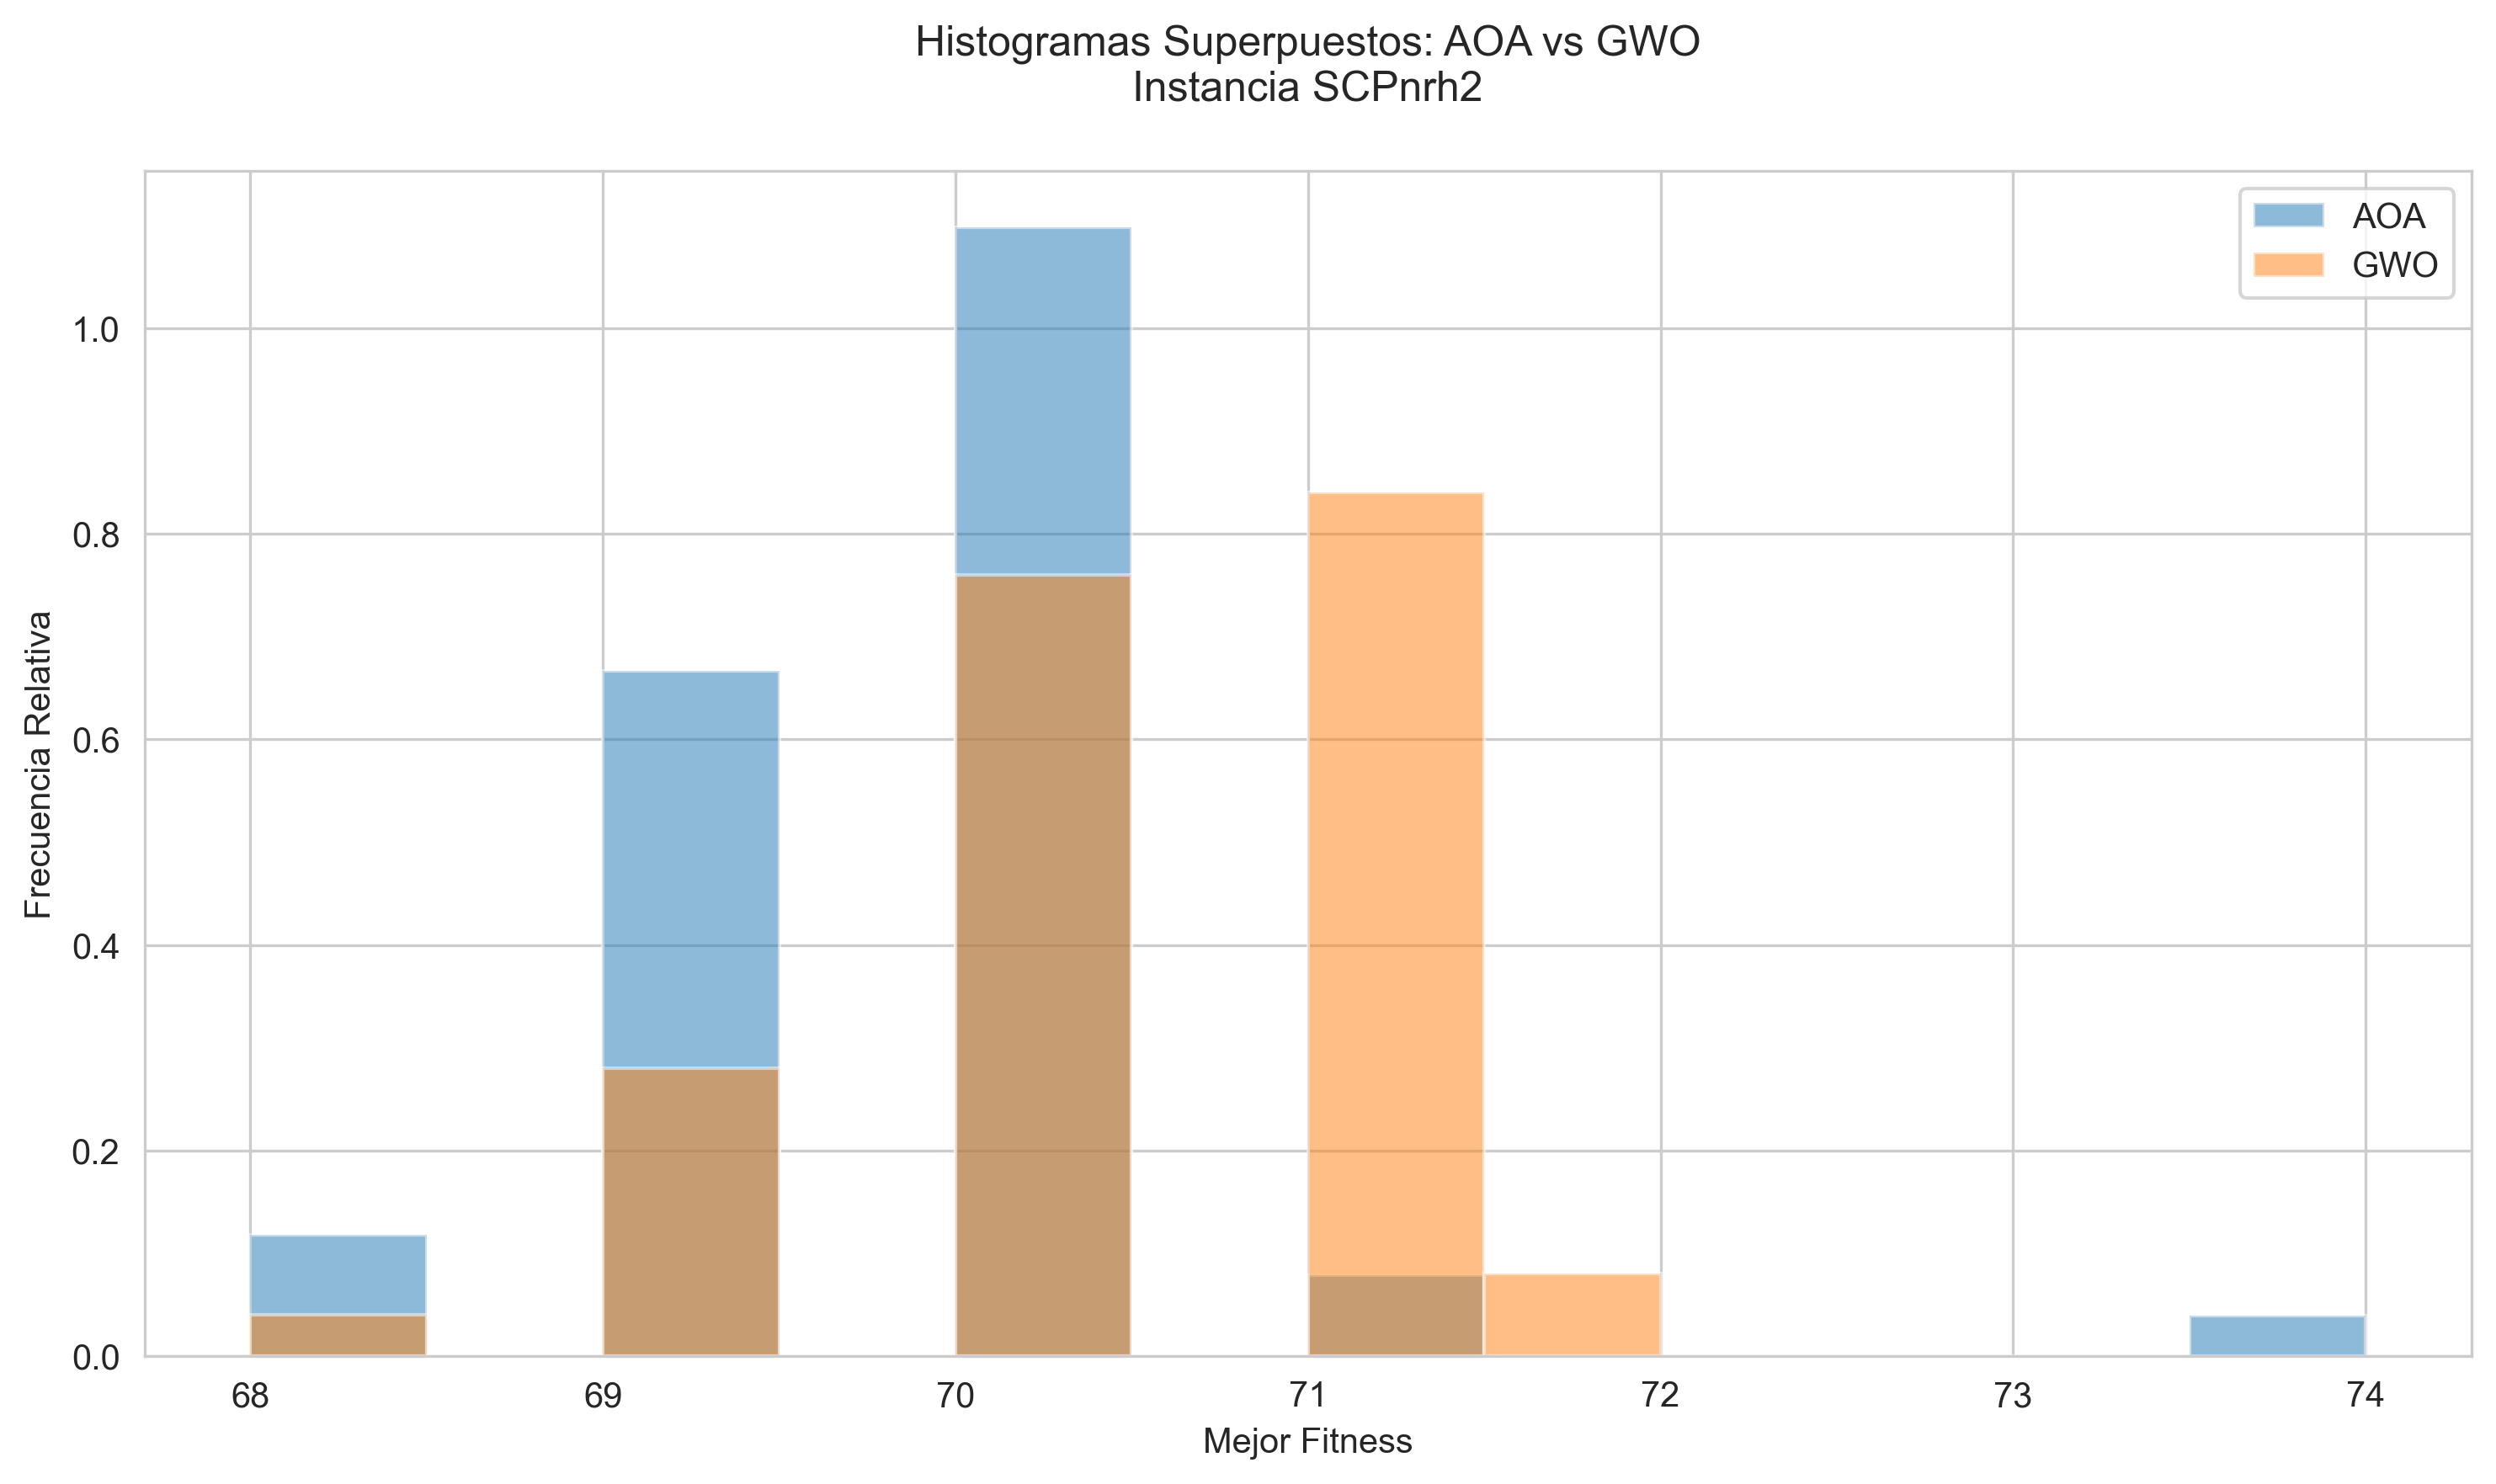 Histogramas Superpuestos: AOA vs GWO
Instancia SCPnrh2
AOA
GWO
Frecuencia Relativa
1.0
0.8
0.6
0.4
0.2
0.0
68 69 70 71 72 73 74
Mejor Fitness